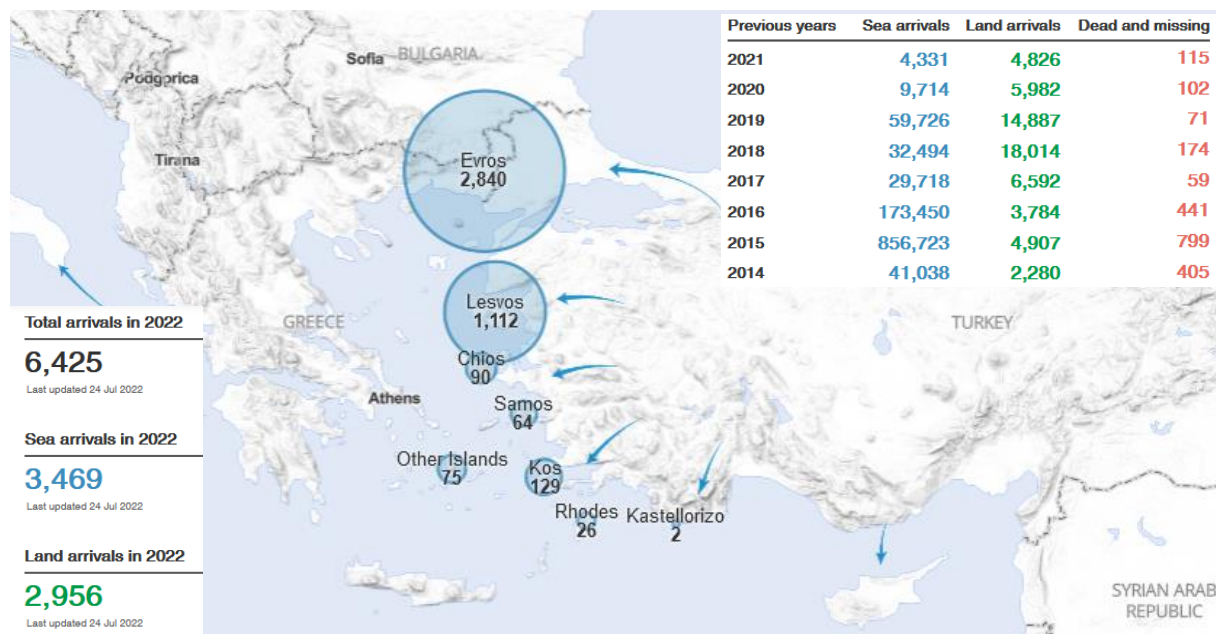 Previous years Sea arrivals Land arrivals Dead and missing
2021 4,331 4,826 115
2020 9,714 5,982 102
2019 59,726 14,887 71
2018 32,494 18,014 174
2017 29,718 6,592 59
2016 173,450 3,784 441
2015 856,723 4,907 799
2014 41,038 2,280 405
Sofia BULGARIA
Podgorica
Tirana
Evros
2,840
Lesvos
1,112
GREECE
TURKEY
Chios
90
Athens
Samos
64
Other Islands
75
Kos
129
Rhodes
26
Kastellorizo
2
SYRIAN ARAB
REPUBLIC
Total arrivals in 2022
6,425
Last updated 24 Jul 2022
Sea arrivals in 2022
3,469
Last updated 24 Jul 2022
Land arrivals in 2022
2,956
Last updated 24 Jul 2022